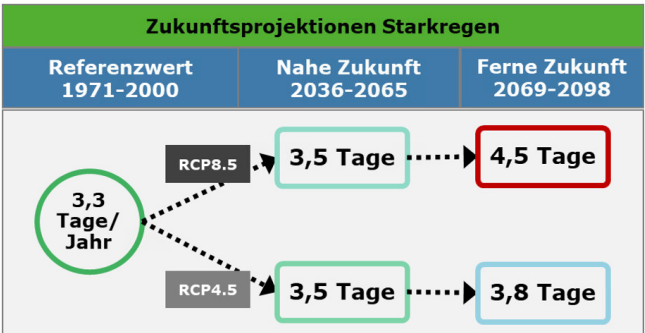 Zukunftsprojektionen Starkregen
Referenzwert
1971-2000
Nahe Zukunft
2036-2065
Ferne Zukunft
2069-2098
3,3
Tage/
Jahr
RCP8.5
3,5 Tage
4,5 Tage
RCP4.5
3,5 Tage
3,8 Tage